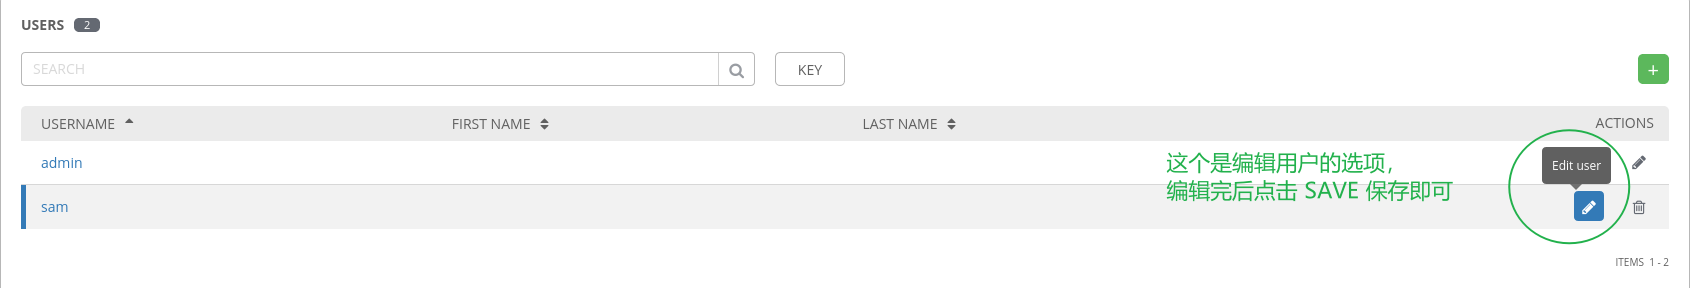 USERS 2
SEARCH KEY +
USERNAME FIRST NAME LAST NAME ACTIONS
admin
这个是编辑用户的选项，
编辑完后点击 SAVE 保存即可
Edit user
sam
ITEMS 1 - 2